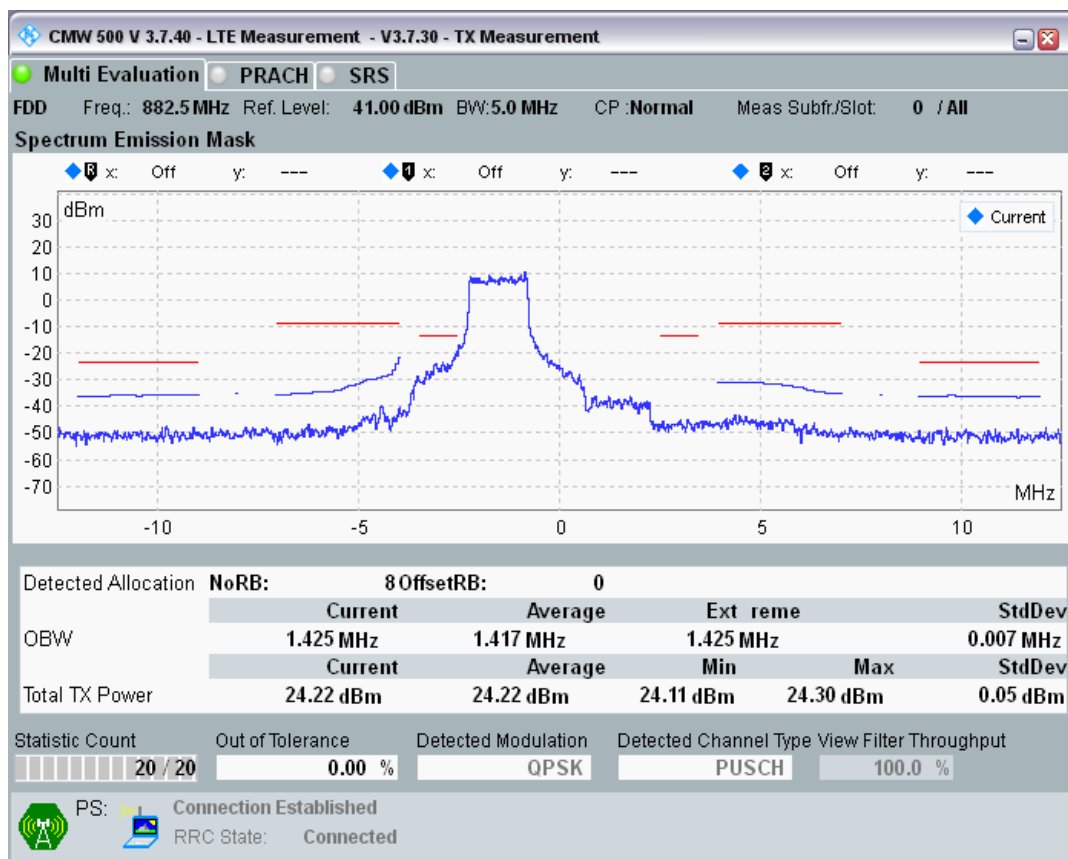 CMW 500 V 3.7.40 - LTE Measurement - V3.7.30 - TX Measurement
Multi Evaluation PRACH SRS
FDD Freq.: 882.5 MHz Ref. Level: 41.00 dBm BW:5.0 MHz CP :Normal Meas Subfr./Slot: 0 / All
Spectrum Emission Mask
R x: Off y: --- 1 x: Off y: --- 2 x: Off y: ---
dBm
Current
30
20
10
0
-10
-20
-30
-40
-50
-60
-70
MHz
-10 -5 0 5 10
Detected Allocation NoRB: 8 OffsetRB: 0
Current Average Ext reme StdDev
OBW 1.425 MHz 1.417 MHz 1.425 MHz 0.007 MHz
Current Average Min Max StdDev
Total TX Power 24.22 dBm 24.22 dBm 24.11 dBm 24.30 dBm 0.05 dBm
Statistic Count Out of Tolerance Detected Modulation Detected Channel Type View Filter Throughput
20 / 20 0.00 % QPSK PUSCH 100.0 %
PS: Connection Established
RRC State: Connected